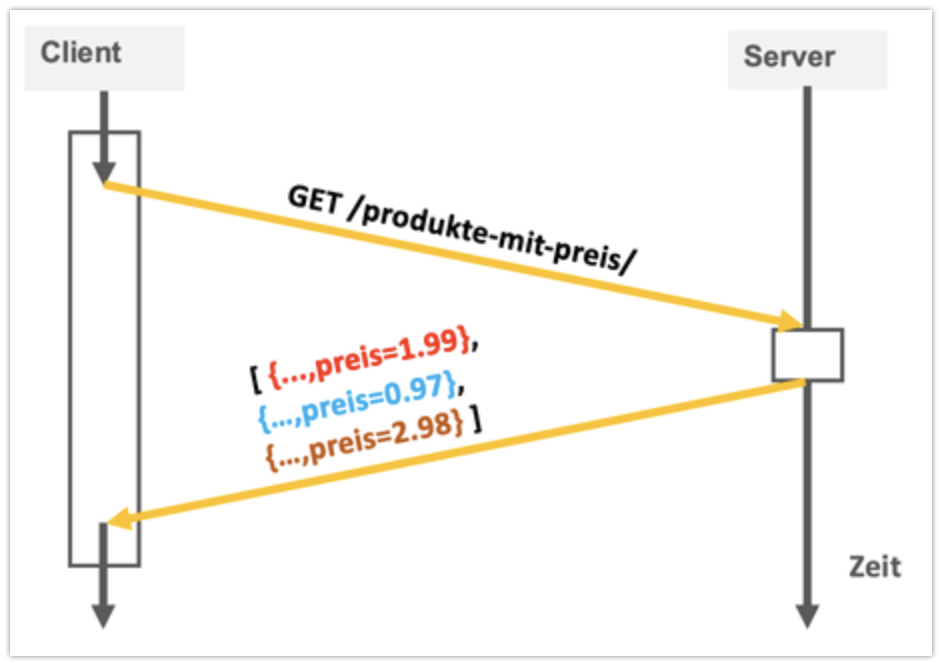 Client
Server
GET /produkte-mit-preis/
[ {...,preis=1.99},
{...,preis=0.97},
{...,preis=2.98} ]
Zeit